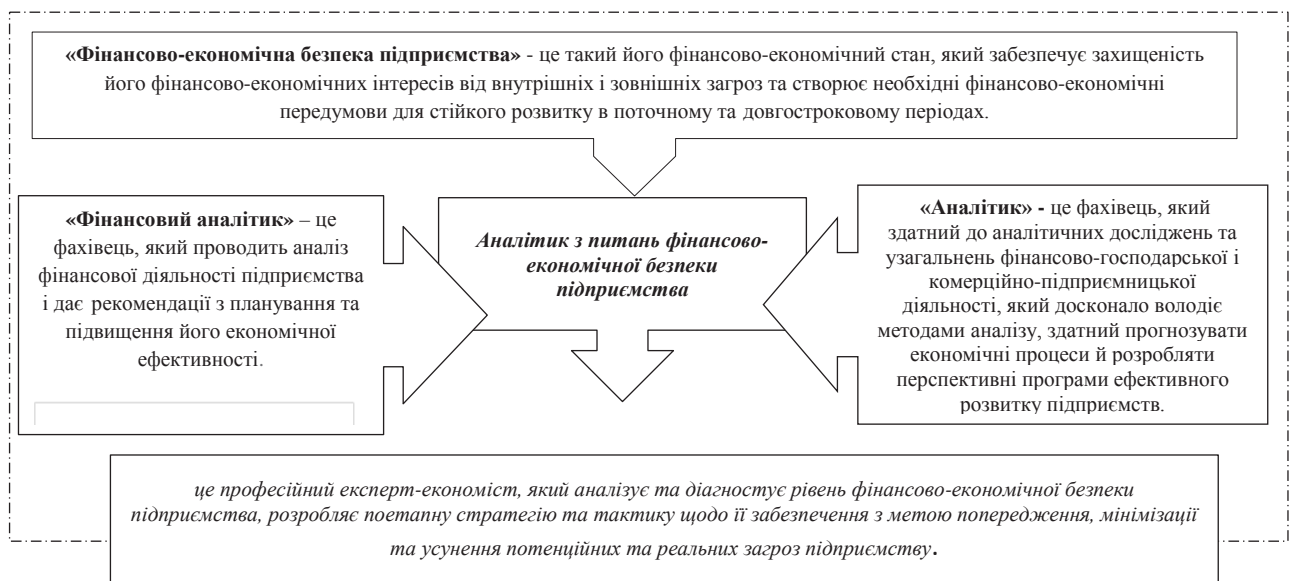 «Фінансово-економічна безпека підприємства» - це такий його фінансово-економічний стан, який забезпечує захищеність
його фінансово-економічних інтересів від внутрішніх і зовнішніх загроз та створює необхідні фінансово-економічні
передумови для стійкого розвитку в поточному та довгостроковому періодах.
«Фінансовий аналітик» – це
фахівець, який проводить аналіз
фінансової діяльності підприємства
і дає рекомендації з планування та
підвищення його економічної
ефективності.
Аналітик з питань фінансово-
економічної безпеки
підприємства
«Аналітик» - це фахівець, який
здатний до аналітичних досліджень та
узагальнень фінансово-господарської і
комерційно-підприємницької
діяльності, який досконало володіє
методами аналізу, здатний прогнозувати
економічні процеси й розробляти
перспективні програми ефективного
розвитку підприємств.
це професійний експерт-економіст, який аналізує та діагностує рівень фінансово-економічної безпеки
підприємства, розробляє поетапну стратегію та тактику щодо її забезпечення з метою попередження, мінімізації
та усунення потенційних та реальних загроз підприємству.